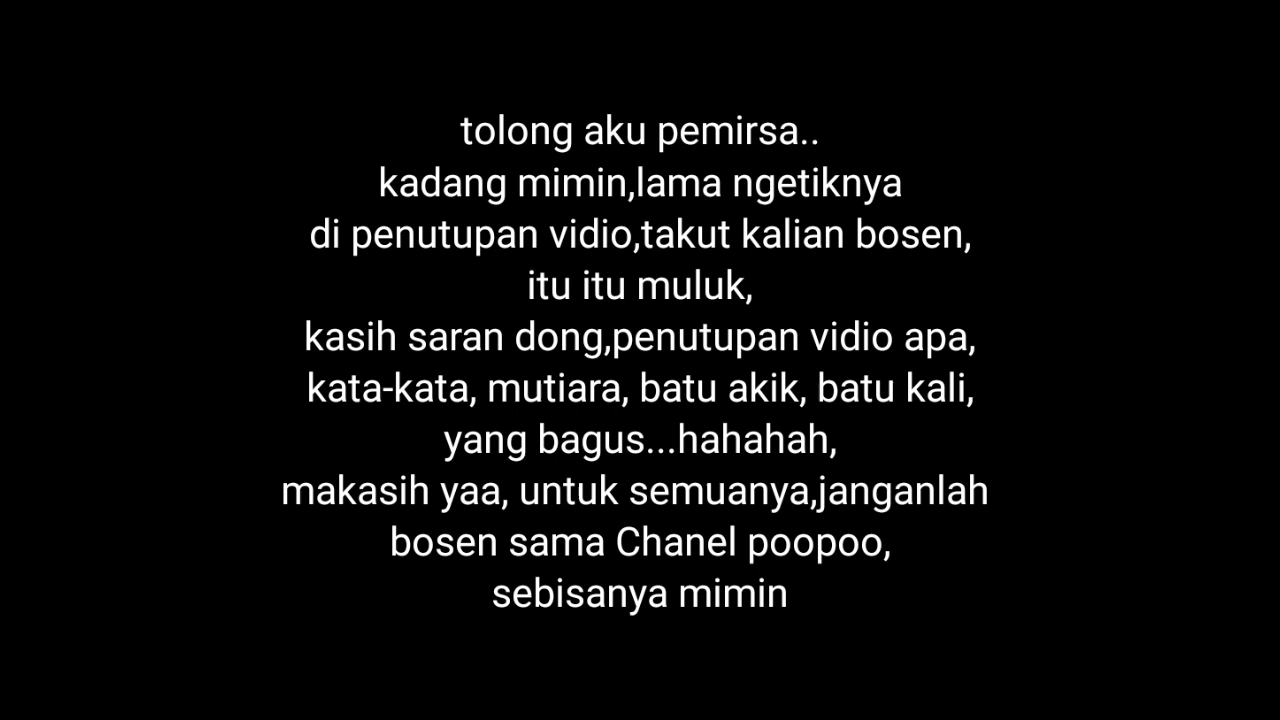 tolong aku pemirsa..
kadang mimin,lama ngetiknya
di penutupan vidio,takut kalian bosen,
itu itu muluk,
kasih saran dong,penutupan vidio apa,
kata-kata, mutiara, batu akik, batu kali,
yang bagus...hahahah,
makasih yaa, untuk semuanya,janganlah
bosen sama Chanel poopoo,
sebisanya mimin